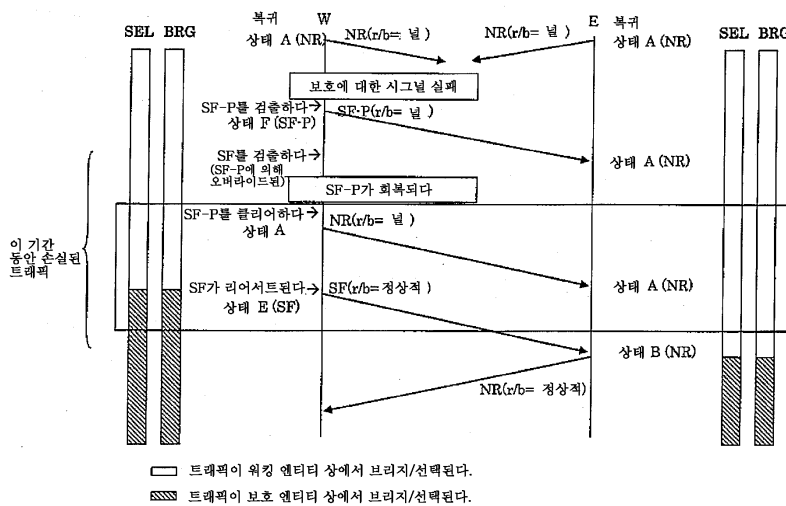 복귀 W E 복귀
SEL BRG 상태 A (NR) NR(r/b= 널) NR(r/b= 널) 상태 A (NR) SEL BRG
보호에 대한 시그널 실패
SF-P를 검출하다→ SF-P(r/b= 널)
상태 F (SF-P)
SF를 검출하다→ 상태 A (NR)
(SF-P에 의해
오버라이드된)
SF-P가 회복되다
SF-P를 클리어하다→ NR(r/b= 널)
상태 A
이 기간
동안 손실된
트래픽
SF가 리어서트된다→ SF(r/b=정상적) 상태 A (NR)
상태 E (SF)
상태 B (NR)
NR(r/b= 정상적)
트래픽이 워킹 엔티티 상에서 브리지/선택된다.
트래픽이 보호 엔티티 상에서 브리지/선택된다.